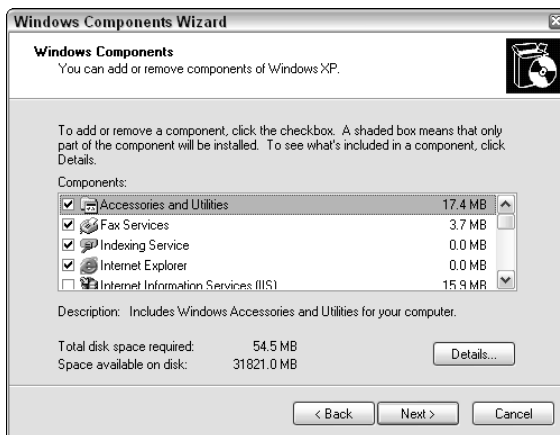 Windows Components Wizard
Windows Components
You can add or remove components of Windows XP.
To add or remove a component, click the checkbox. A shaded box means that only
part of the component will be installed. To see what's included in a component, click
Details.
Components:
Accessories and Utilities 17.4 MB
Fax Services 3.7 MB
Indexing Service 0.0 MB
Internet Explorer 0.0 MB
Internet Information Services (IIS) 15.9 MB
Description: Includes Windows Accessories and Utilities for your computer.
Total disk space required: 54.5 MB
Space available on disk: 31821.0 MB
Details...
< Back Next > Cancel